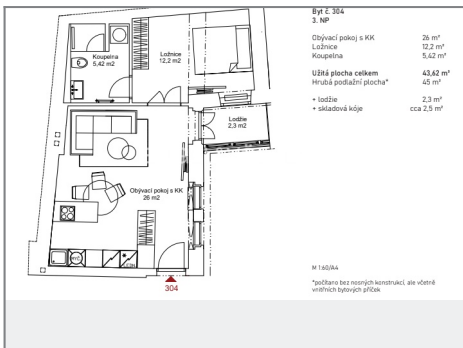 Byt č. 304
3. NP
Obývací pokoj s KK 26 m²
Ložnice 12,2 m²
Koupelna 5,42 m²
Užitá plocha celkem 43,62 m²
Hrubá podlažní plocha* 45 m²
+ lodžie 2,3 m²
+ skladová kóje cca 2,5 m²
Koupelna
5,42 m2
Ložnice
12,2 m2
Lodžie
2,3 m2
Obývací pokoj s KK
26 m2
MYČ
304
M 1:60/A4
*počítano bez nosných konstrukcí, ale včetně
vnitřních bytových příček